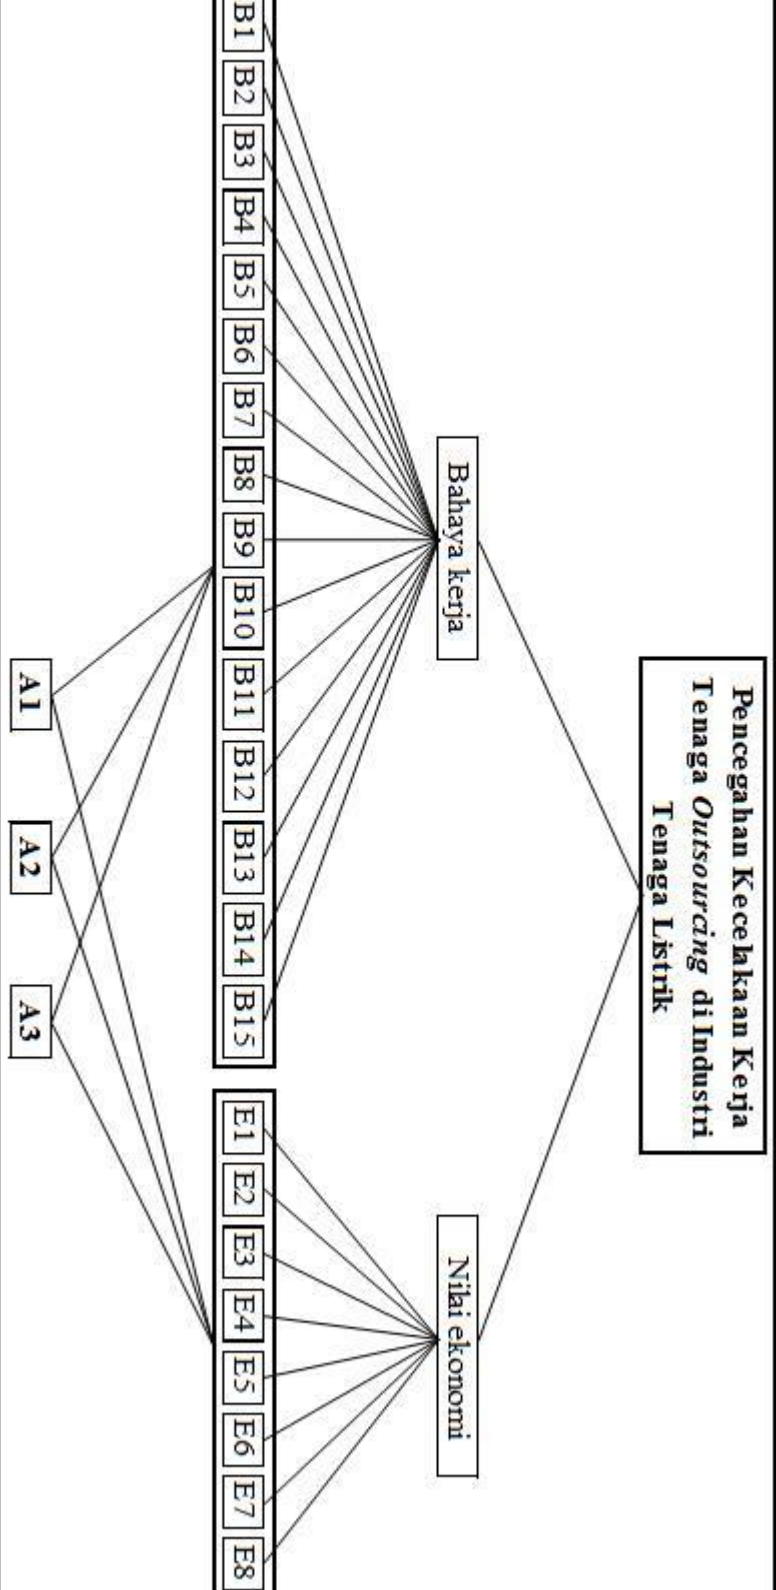 Pencegahan Kecelakaan Kerja
Tenaga Outsourcing di Industri
Tenaga Listrik
Bahaya kerja
Nilai ekonomi
B1
B2
B3
B4
B5
B6
B7
B8
B9
B10
B11
B12
B13
B14
B15
E1
E2
E3
E4
E5
E6
E7
E8
A1
A2
A3